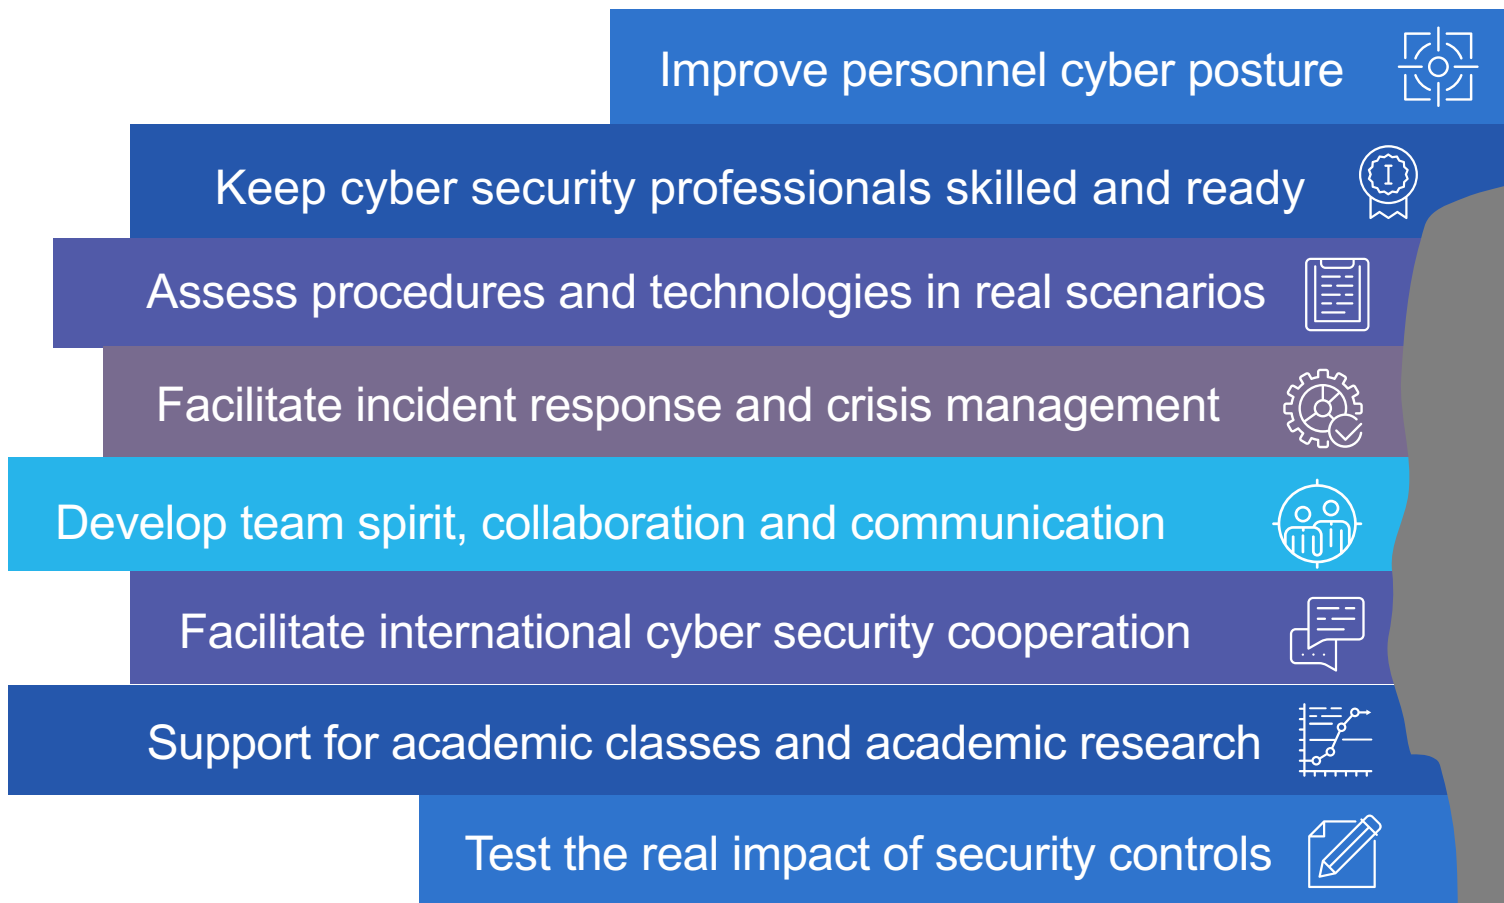 Improve personnel cyber posture
Keep cyber security professionals skilled and ready
Assess procedures and technologies in real scenarios
Facilitate incident response and crisis management
Develop team spirit, collaboration and communication
Facilitate international cyber security cooperation
Support for academic classes and academic research
Test the real impact of security controls